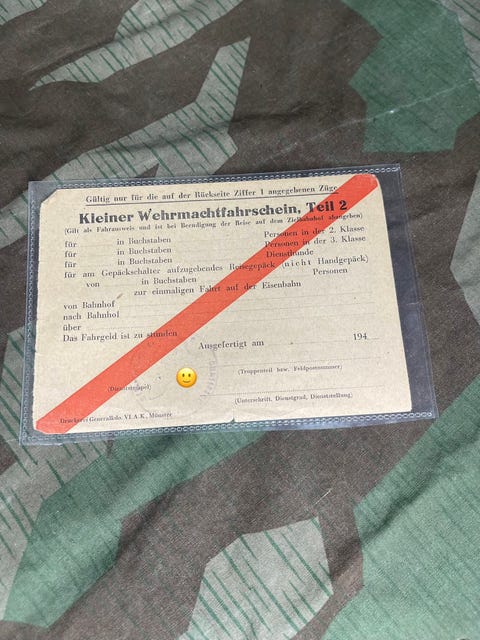 Gültig nur für die auf der Rückseite Ziffer 1 angegebenen Züge
Kleiner Wehrmachtfahrschein, Teil 2
(Gilt als Fahrausweis und ist bei Beendigung der Reise auf dem Zielbahnhof abzugeben)
für in Buchstaben Personen in der 2. Klasse
für in Buchstaben Personen in der 3. Klasse
für in Buchstaben Diensthunde
für am Gepäckschalter aufzugebendes Reisegepäck (nicht Handgepäck)
von in Buchstaben Personen
zur einmaligen Fahrt auf der Eisenbahn
von Bahnhof
nach Bahnhof
über
Das Fahrgeld ist zu stunden
Ausgefertigt am 194
(Truppenteil bzw. Feldpostnummer)
(Dienststempel)
(Unterschrift, Dienstgrad, Dienststellung)
Druckerei Generalkdo. VI. A. K., Münster